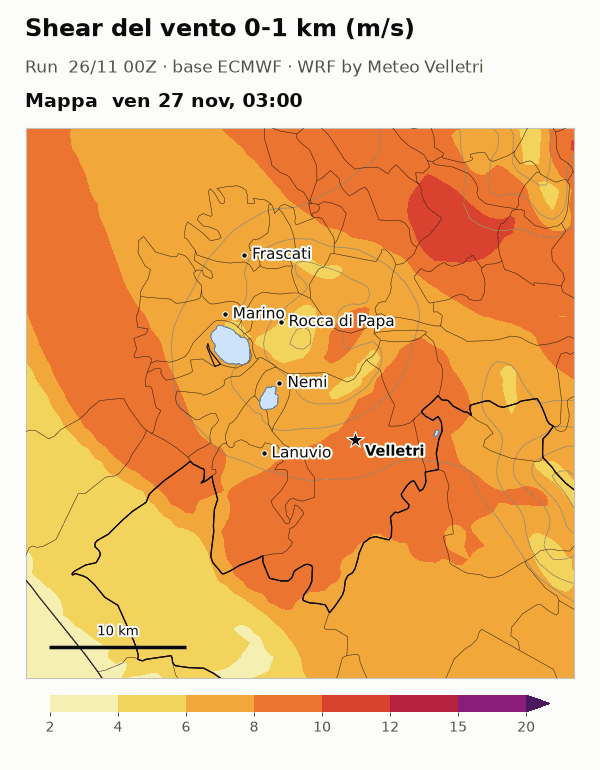 Shear del vento 0-1 km (m/s)
Run  26/11 00Z · base ECMWF · WRF by Meteo Velletri
Mappa  ven 27 nov, 03:00
Frascati
Marino
Rocca di Papa
Nemi
Velletri
Lanuvio
10 km
2 4 6 8 10 12 15 20